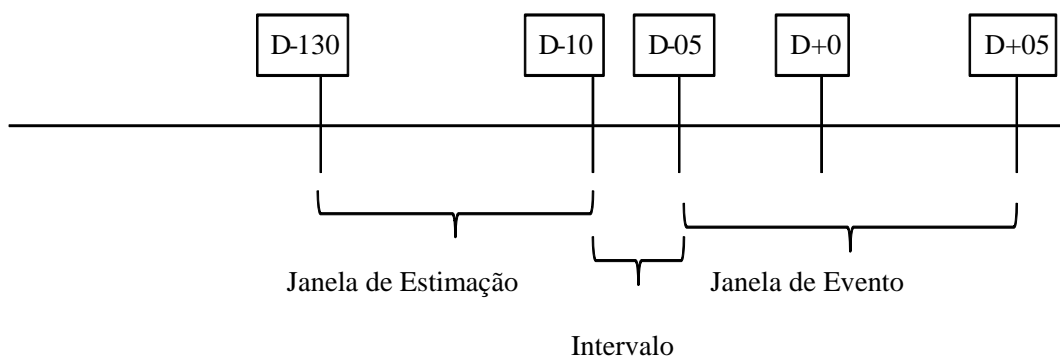 D-130 D-10 D-05 D+0 D+05
Janela de Estimação Janela de Evento
Intervalo